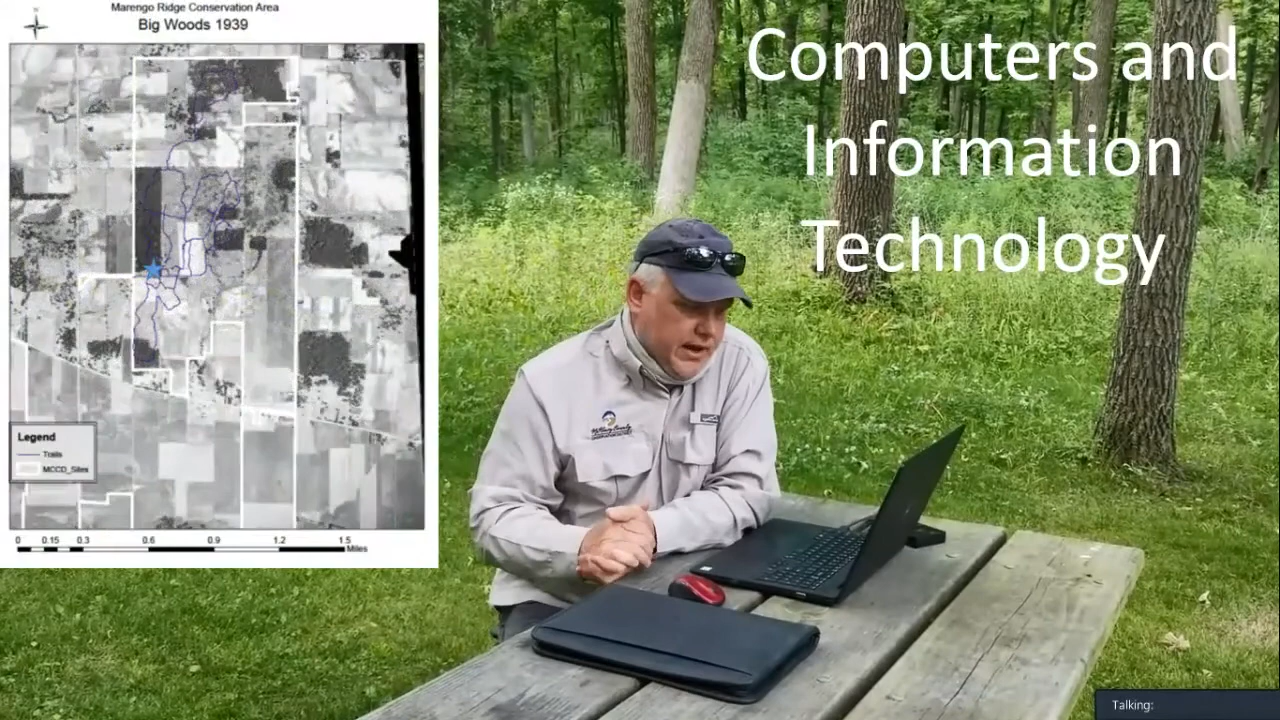 Marengo Ridge Conservation Area
Big Woods 1939
Computers and
Information
Technology
Legend
Trails
MCCD_Sites
0 0.15 0.3 0.6 0.9 1.2 1.5
Miles
Talking: